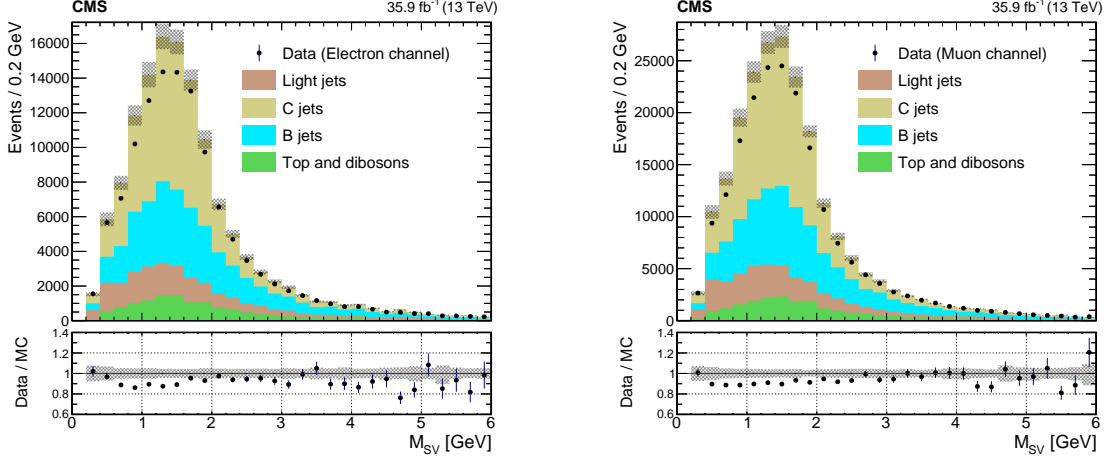 CMS 35.9 fb⁻¹ (13 TeV)
Events / 0.2 GeV
16000
14000
12000
10000
8000
6000
4000
2000
0
Data (Electron channel)
Light jets
C jets
B jets
Top and dibosons
Data / MC
1.4
1.2
1
0.8
0.6
0 1 2 3 4 5 6
M_SV [GeV]
CMS 35.9 fb⁻¹ (13 TeV)
Events / 0.2 GeV
25000
20000
15000
10000
5000
0
Data (Muon channel)
Light jets
C jets
B jets
Top and dibosons
Data / MC
1.4
1.2
1
0.8
0.6
0 1 2 3 4 5 6
M_SV [GeV]